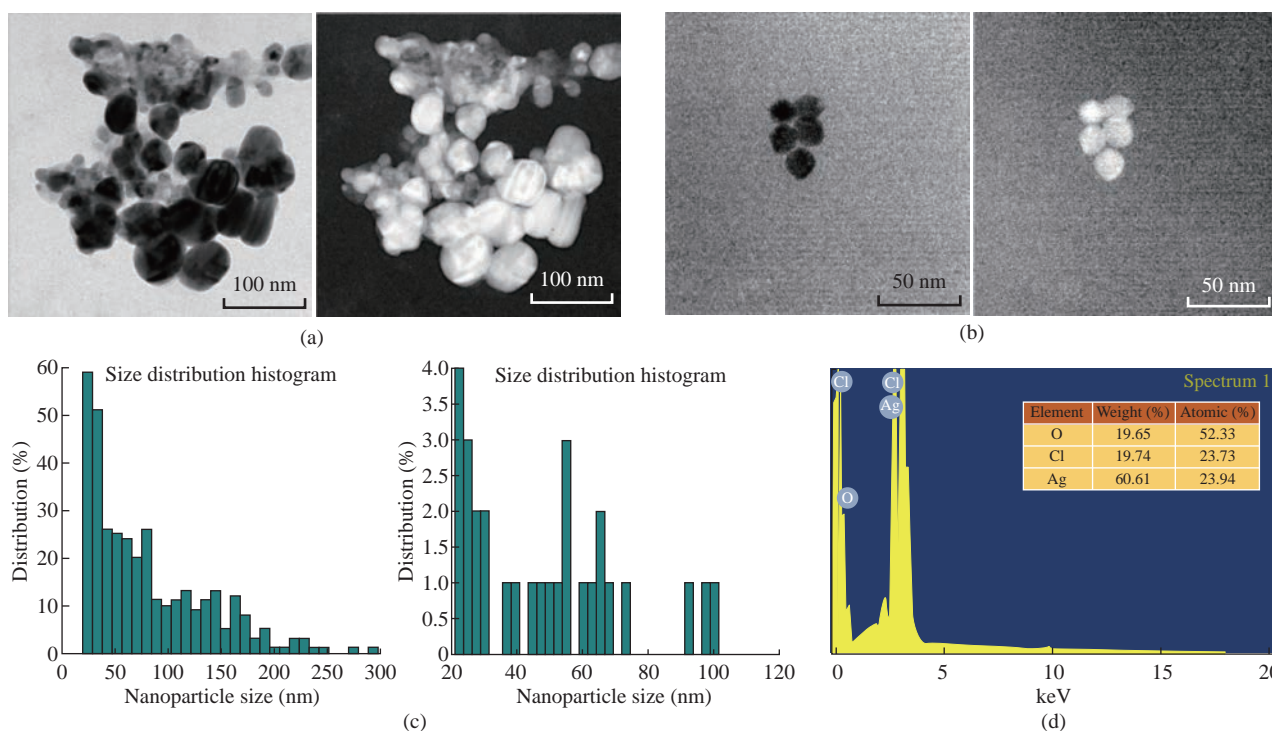 100 nm
100 nm
50 nm
50 nm
(a)
(b)
Size distribution histogram
60
50
40
30
20
10
0
Distribution (%)
0 50 100 150 200 250 300
Nanoparticle size (nm)
Size distribution histogram
4.0
3.5
3.0
2.5
2.0
1.5
1.0
0.5
0
Distribution (%)
20 40 60 80 100 120
Nanoparticle size (nm)
(c)
Spectrum 1
Cl
Cl
Ag
O
Element Weight (%) Atomic (%)
O 19.65 52.33
Cl 19.74 23.73
Ag 60.61 23.94
0 5 10 15 20
keV
(d)